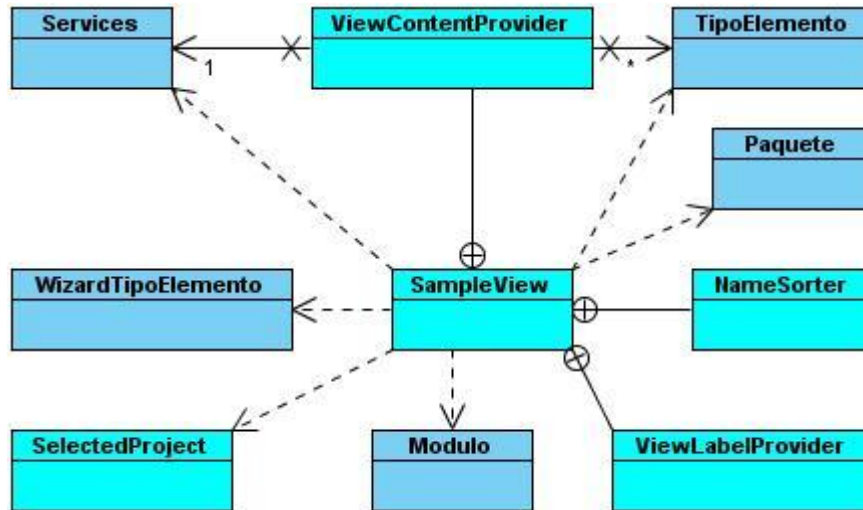 Services
ViewContentProvider
TipoElemento
1
*
Paquete
WizardTipoElemento
SampleView
NameSorter
SelectedProject
Modulo
ViewLabelProvider